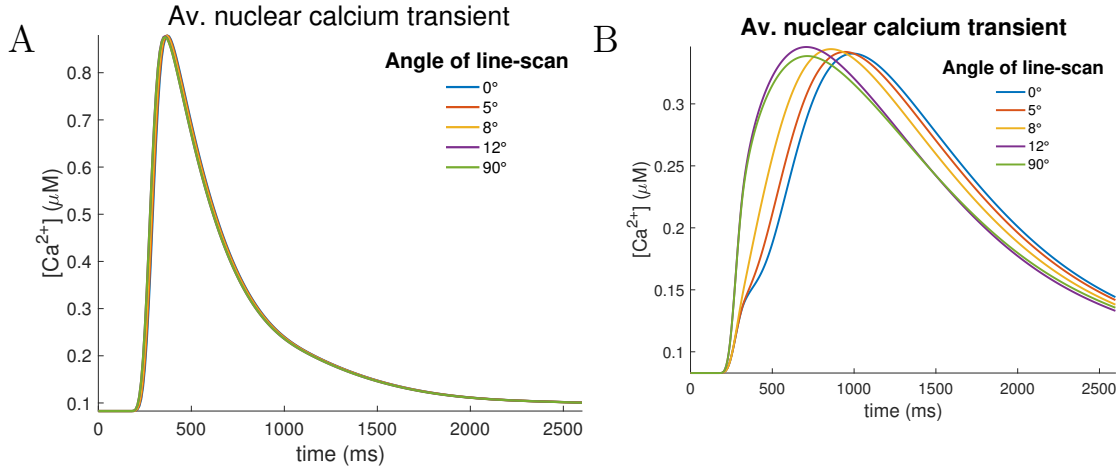 A
Av. nuclear calcium transient
Angle of line-scan
0°
5°
8°
12°
90°
[Ca²⁺] (μM)
0.8
0.7
0.6
0.5
0.4
0.3
0.2
0.1
0 500 1000 1500 2000 2500
time (ms)
B
Av. nuclear calcium transient
Angle of line-scan
0°
5°
8°
12°
90°
[Ca²⁺] (μM)
0.3
0.25
0.2
0.15
0.1
0 500 1000 1500 2000 2500
time (ms)